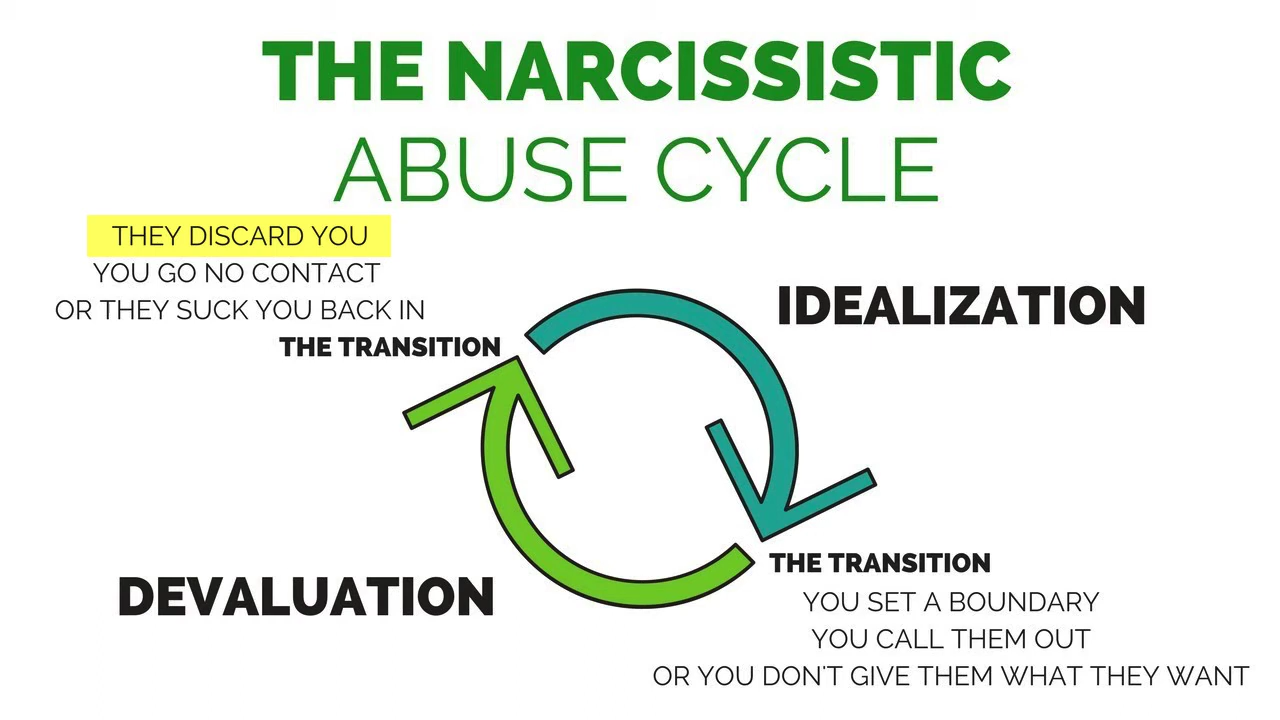 THE NARCISSISTIC
ABUSE CYCLE
THEY DISCARD YOU
YOU GO NO CONTACT
OR THEY SUCK YOU BACK IN
THE TRANSITION
IDEALIZATION
DEVALUATION
THE TRANSITION
YOU SET A BOUNDARY
YOU CALL THEM OUT
OR YOU DON'T GIVE THEM WHAT THEY WANT